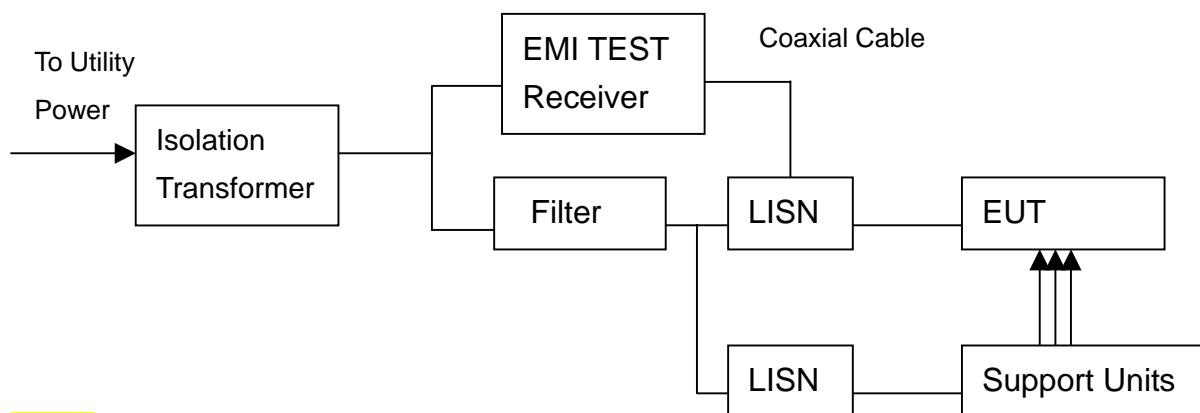 To Utility
Power
Isolation
Transformer
EMI TEST
Receiver
Coaxial Cable
Filter
LISN
EUT
LISN
Support Units